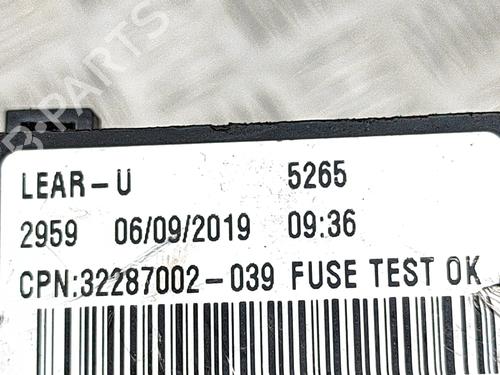 LEAR-U 5265
2959 06/09/2019 09:36
CPN:32287002-039 FUSE TEST OK
B-PARTS